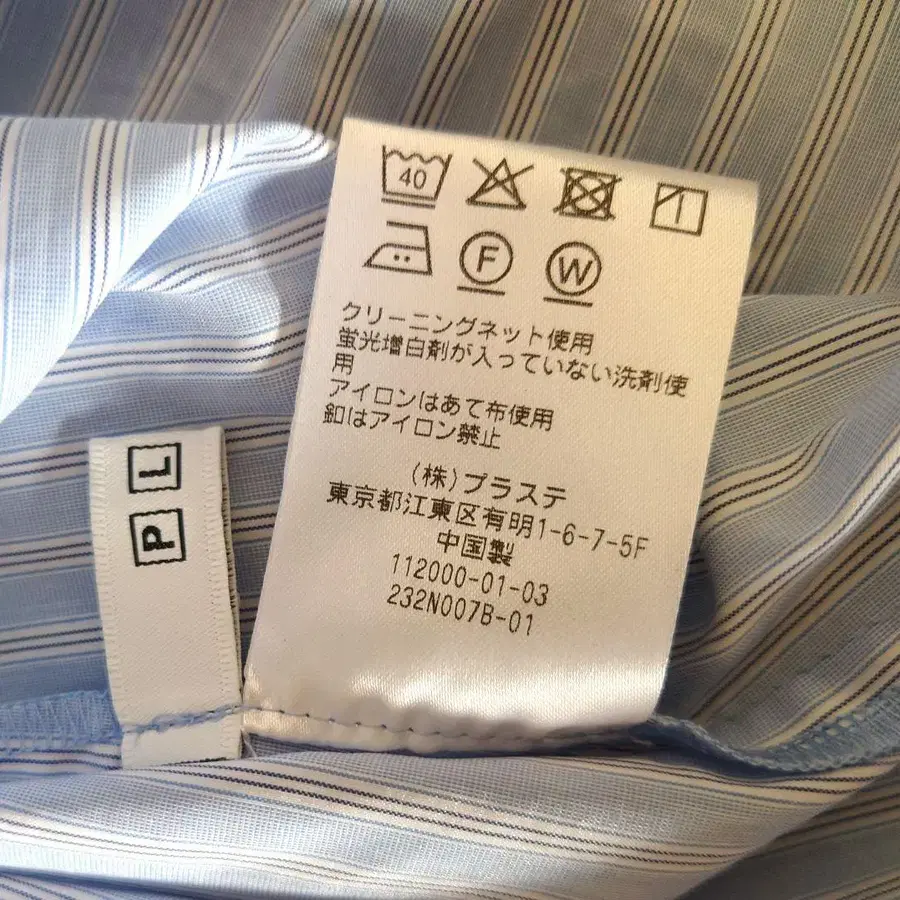 40
F
W
クリーニングネット使用
蛍光増白剤が入っていない洗剤使
用
アイロンはあて布使用
釦はアイロン禁止
(株)プラステ
東京都江東区有明1-6-7-5F
中国製
112000-01-03
232N007B-01
P L